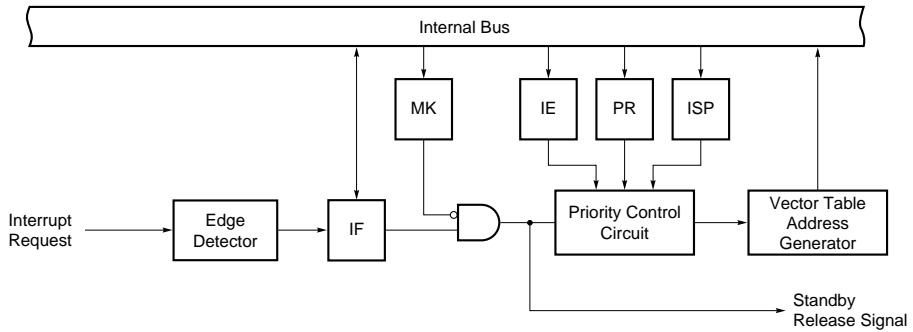 Internal Bus
MK
IE
PR
ISP
Interrupt
Request
Edge
Detector
IF
Priority Control
Circuit
Vector Table
Address
Generator
Standby
Release Signal